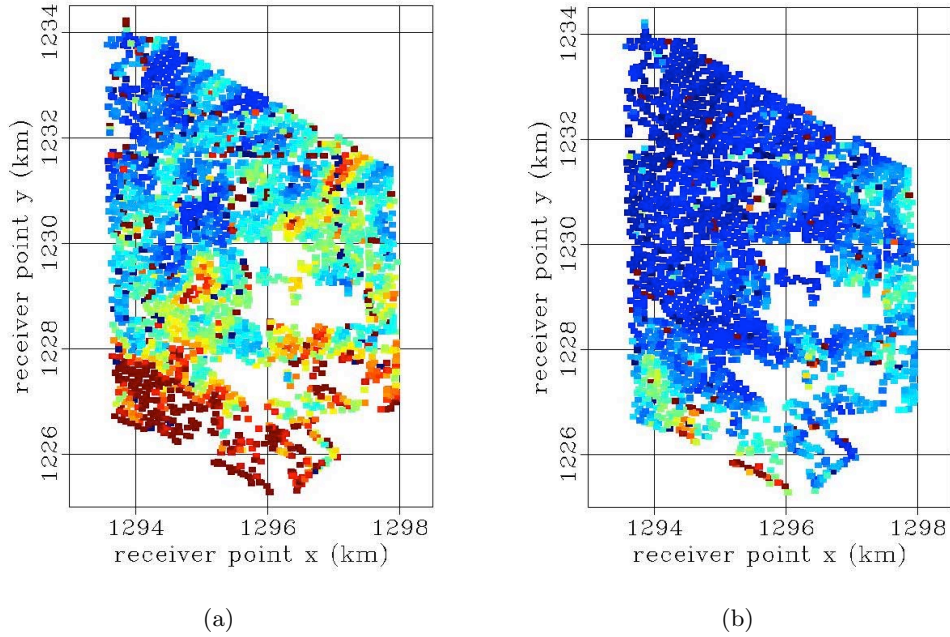 1234
1232
1230
1228
1226
receiver point y (km)
1294
1296
1298
receiver point x (km)
(a)
1234
1232
1230
1228
1226
receiver point y (km)
1294
1296
1298
receiver point x (km)
(b)